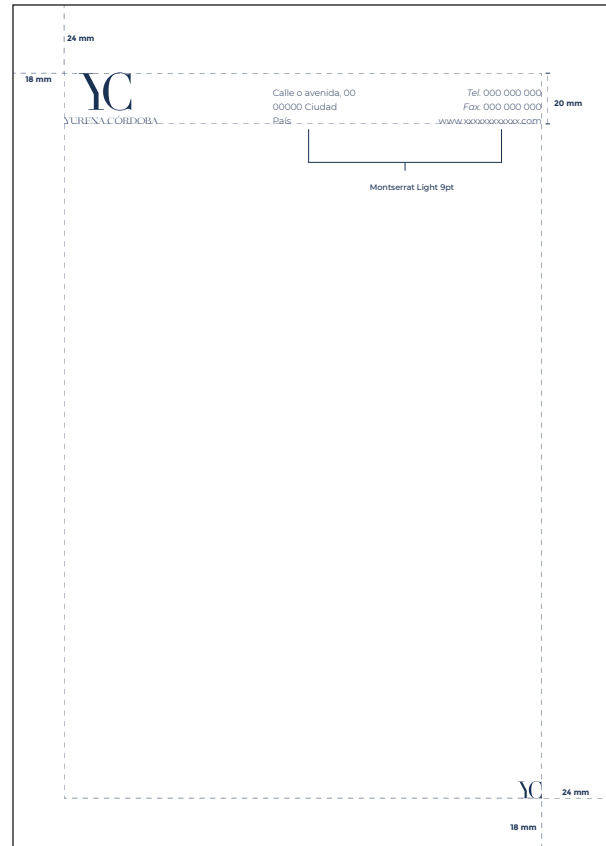 24 mm
18 mm
YC
YURENA CÓRDOBA
Calle o avenida, 00
00000 Ciudad
País
Tel. 000 000 000
Fax. 000 000 000
www.xxxxxxxxxxxx.com
20 mm
Montserrat Light 9pt
YC
24 mm
18 mm